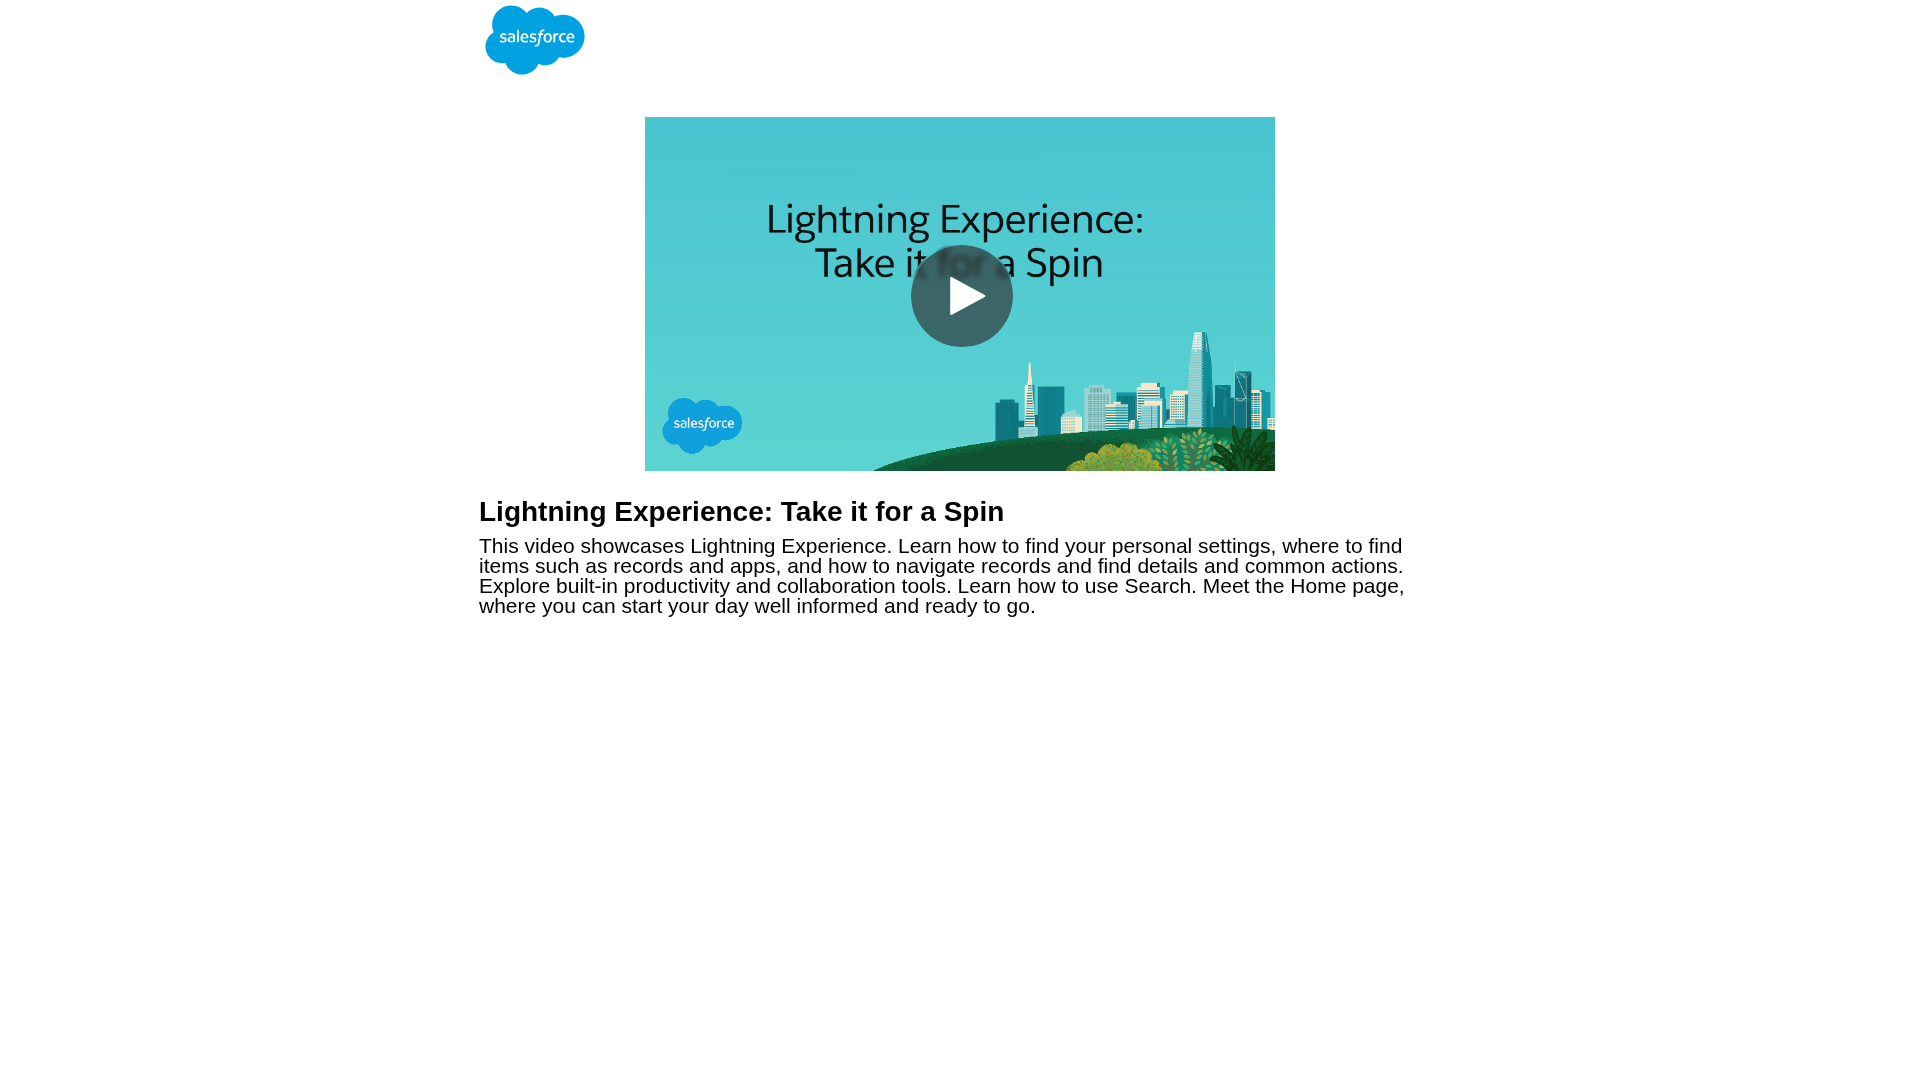 salesforce
Lightning Experience:
Take it for a Spin
salesforce
Lightning Experience: Take it for a Spin
This video showcases Lightning Experience. Learn how to find your personal settings, where to find
items such as records and apps, and how to navigate records and find details and common actions.
Explore built-in productivity and collaboration tools. Learn how to use Search. Meet the Home page,
where you can start your day well informed and ready to go.